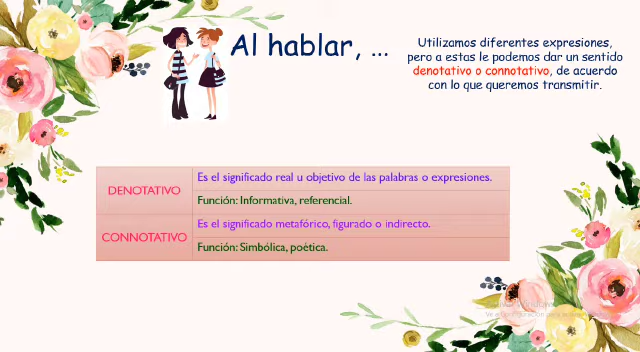 Al hablar, ...
Utilizamos diferentes expresiones,
pero a estas le podemos dar un sentido
denotativo o connotativo, de acuerdo
con lo que queremos transmitir.
DENOTATIVO
Es el significado real u objetivo de las palabras o expresiones.
Función: Informativa, referencial.
CONNOTATIVO
Es el significado metafórico, figurado o indirecto.
Función: Simbólica, poética.